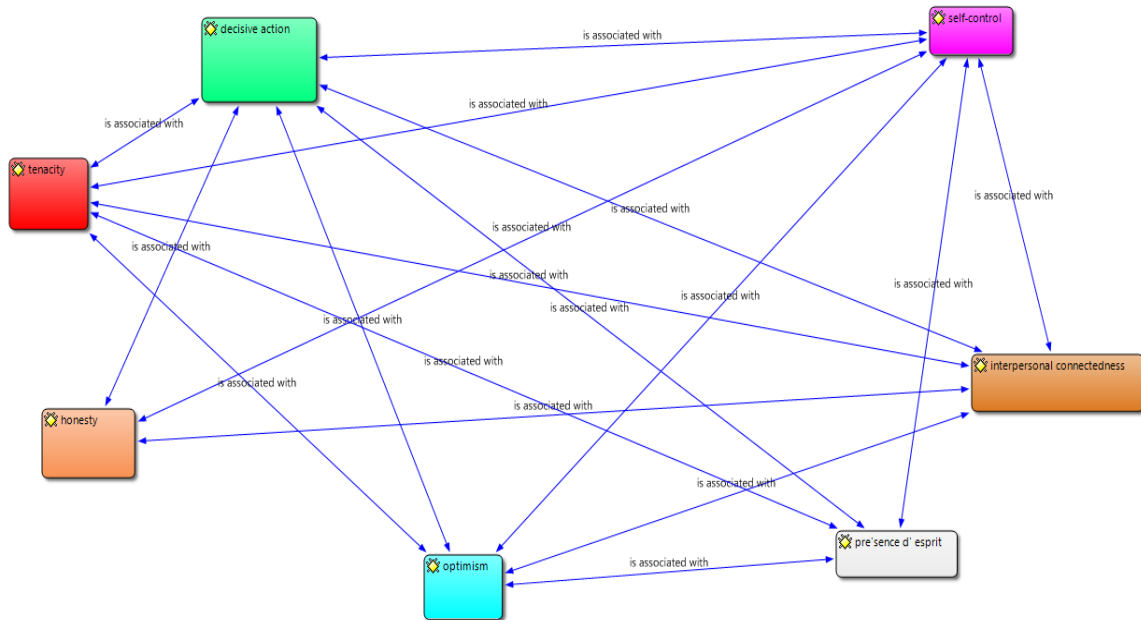 self-control
decisive action
is associated with
is associated with
is associated with
tenacity
is associated with
is associated with
is associated with
is associated with
is associated with
is associated with
is associated with
is associated with
is associated with
is associated with
interpersonal connectedness
is associated with
is associated with
honesty
is associated with
pre'sence d' esprit
is associated with
optimism